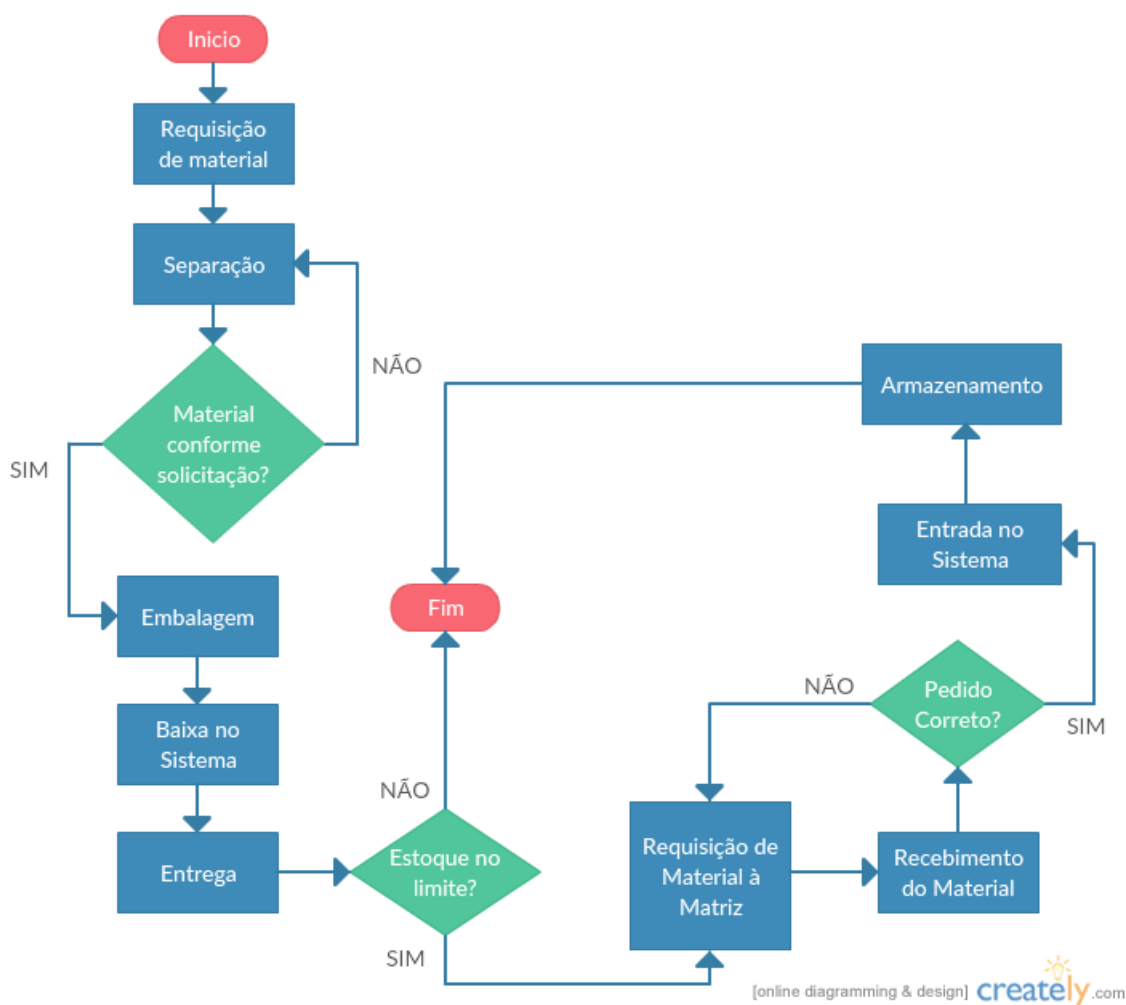 Inicio
Requisição
de material
Separação
NÃO
Material
conforme
solicitação?
SIM
Embalagem
Baixa no
Sistema
Entrega
Estoque no
limite?
NÃO
Fim
SIM
Requisição de
Material à
Matriz
Recebimento
do Material
Pedido
Correto?
NÃO
SIM
Entrada no
Sistema
Armazenamento
[online diagramming & design] creately.com